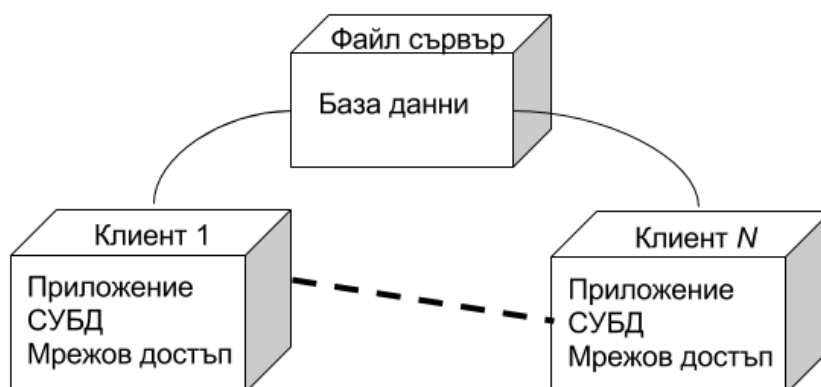 Файл сървър
База данни
Клиент 1
Приложение
СУБД
Мрежов достъп
Клиент N
Приложение
СУБД
Мрежов достъп